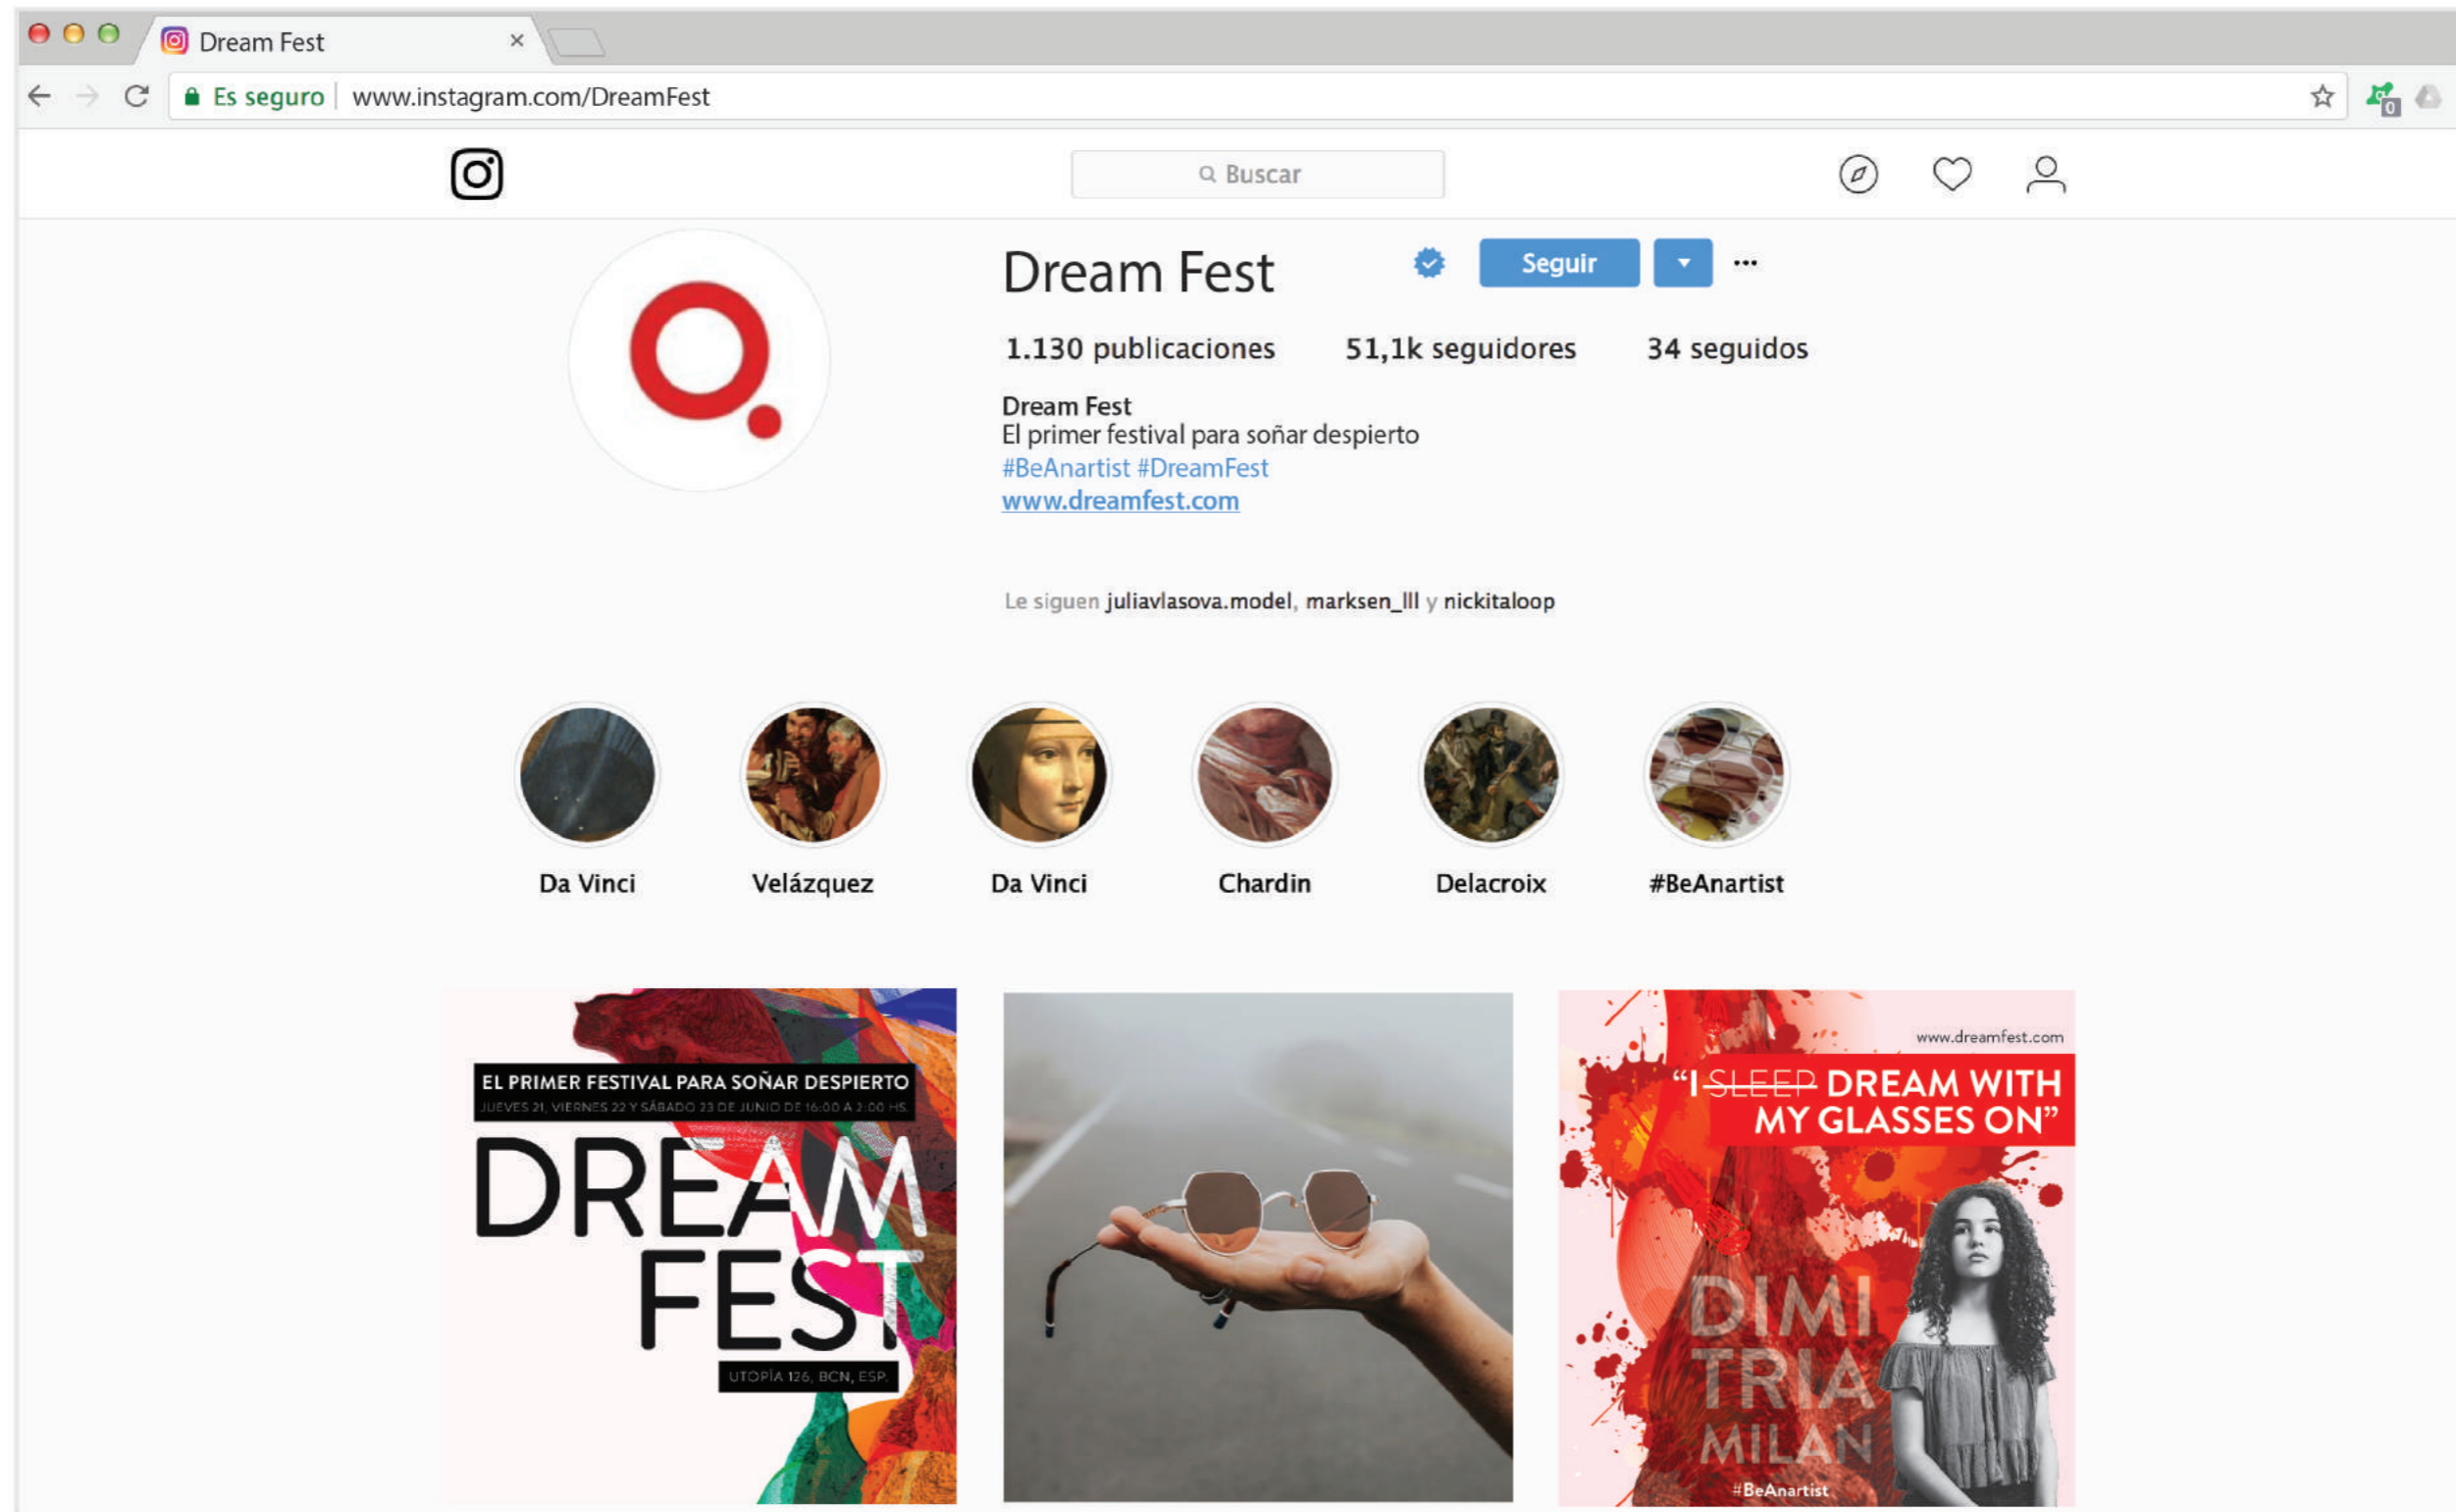 Dream Fest
Es seguro www.instagram.com/DreamFest
0
Buscar
Dream Fest Seguir
1.130 publicaciones 51,1k seguidores 34 seguidos
Dream Fest
El primer festival para soñar despierto
#BeAnartist #DreamFest
www.dreamfest.com
Le siguen juliavlasova.model, marksen_lll y nickitaloop
Da Vinci Velázquez Da Vinci Chardin Delacroix #BeAnartist
EL PRIMER FESTIVAL PARA SOÑAR DESPIERTO
JUEVES 21, VIERNES 22 Y SÁBADO 23 DE JUNIO DE 16:00 A 2:00 HS.
DREAM
FEST
UTOPÍA 126, BCN, ESP.
www.dreamfest.com
“I SLEEP DREAM WITH
MY GLASSES ON”
DIMI
TRIA
MILAN
#BeAnartist